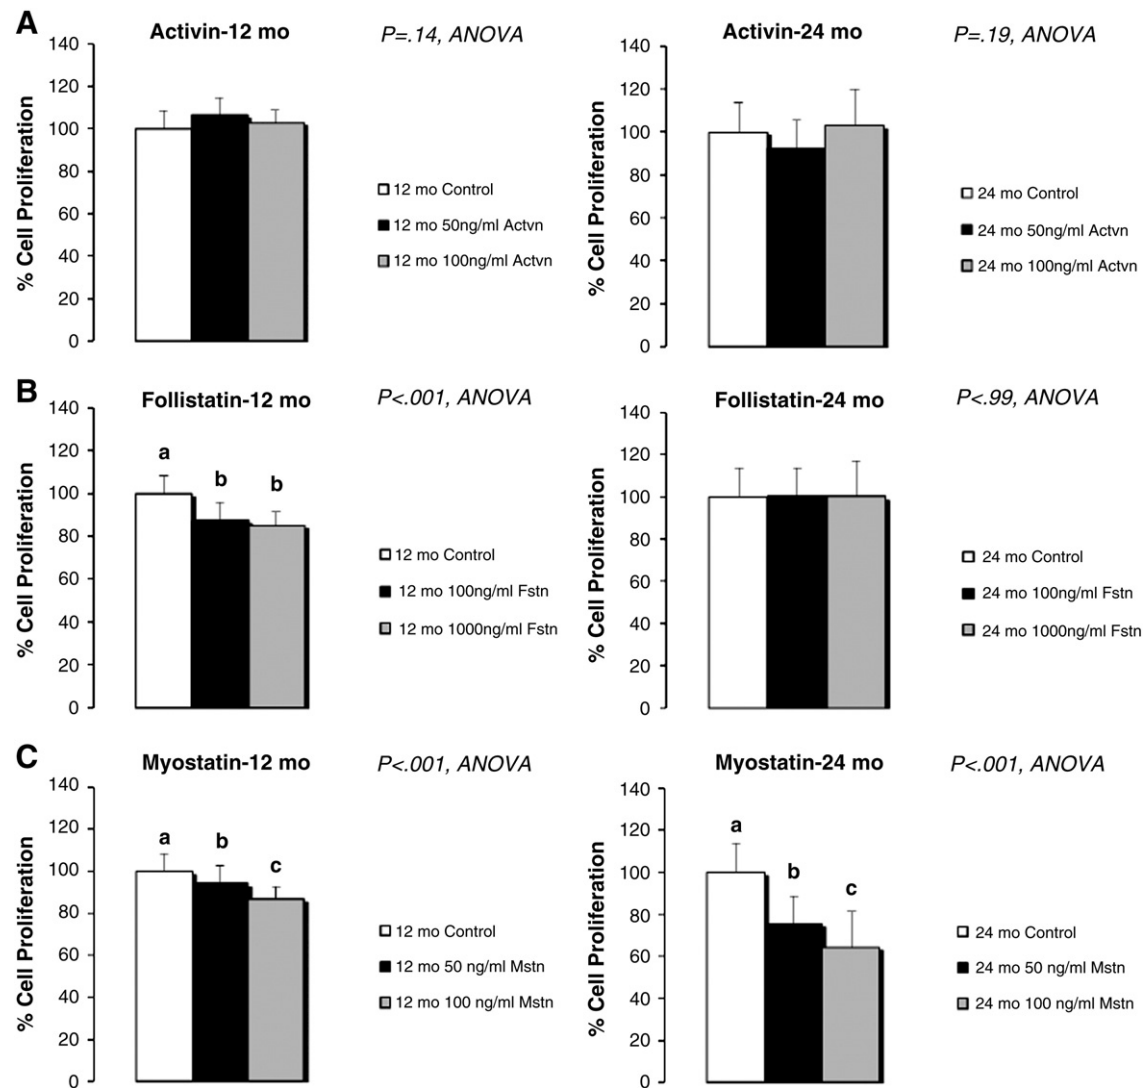 A
Activin-12 mo
P=.14, ANOVA
% Cell Proliferation
140
120
100
80
60
40
20
0
12 mo Control
12 mo 50ng/ml Actvn
12 mo 100ng/ml Actvn
Activin-24 mo
P=.19, ANOVA
% Cell Proliferation
140
120
100
80
60
40
20
0
24 mo Control
24 mo 50ng/ml Actvn
24 mo 100ng/ml Actvn
B
Follistatin-12 mo
P<.001, ANOVA
% Cell Proliferation
140
120
100
80
60
40
20
0
a
b
b
12 mo Control
12 mo 100ng/ml Fstn
12 mo 1000ng/ml Fstn
Follistatin-24 mo
P<.99, ANOVA
% Cell Proliferation
140
120
100
80
60
40
20
0
24 mo Control
24 mo 100ng/ml Fstn
24 mo 1000ng/ml Fstn
C
Myostatin-12 mo
P<.001, ANOVA
% Cell Proliferation
140
120
100
80
60
40
20
0
a
b
c
12 mo Control
12 mo 50 ng/ml Mstn
12 mo 100 ng/ml Mstn
Myostatin-24 mo
P<.001, ANOVA
% Cell Proliferation
140
120
100
80
60
40
20
0
a
b
c
24 mo Control
24 mo 50 ng/ml Mstn
24 mo 100 ng/ml Mstn